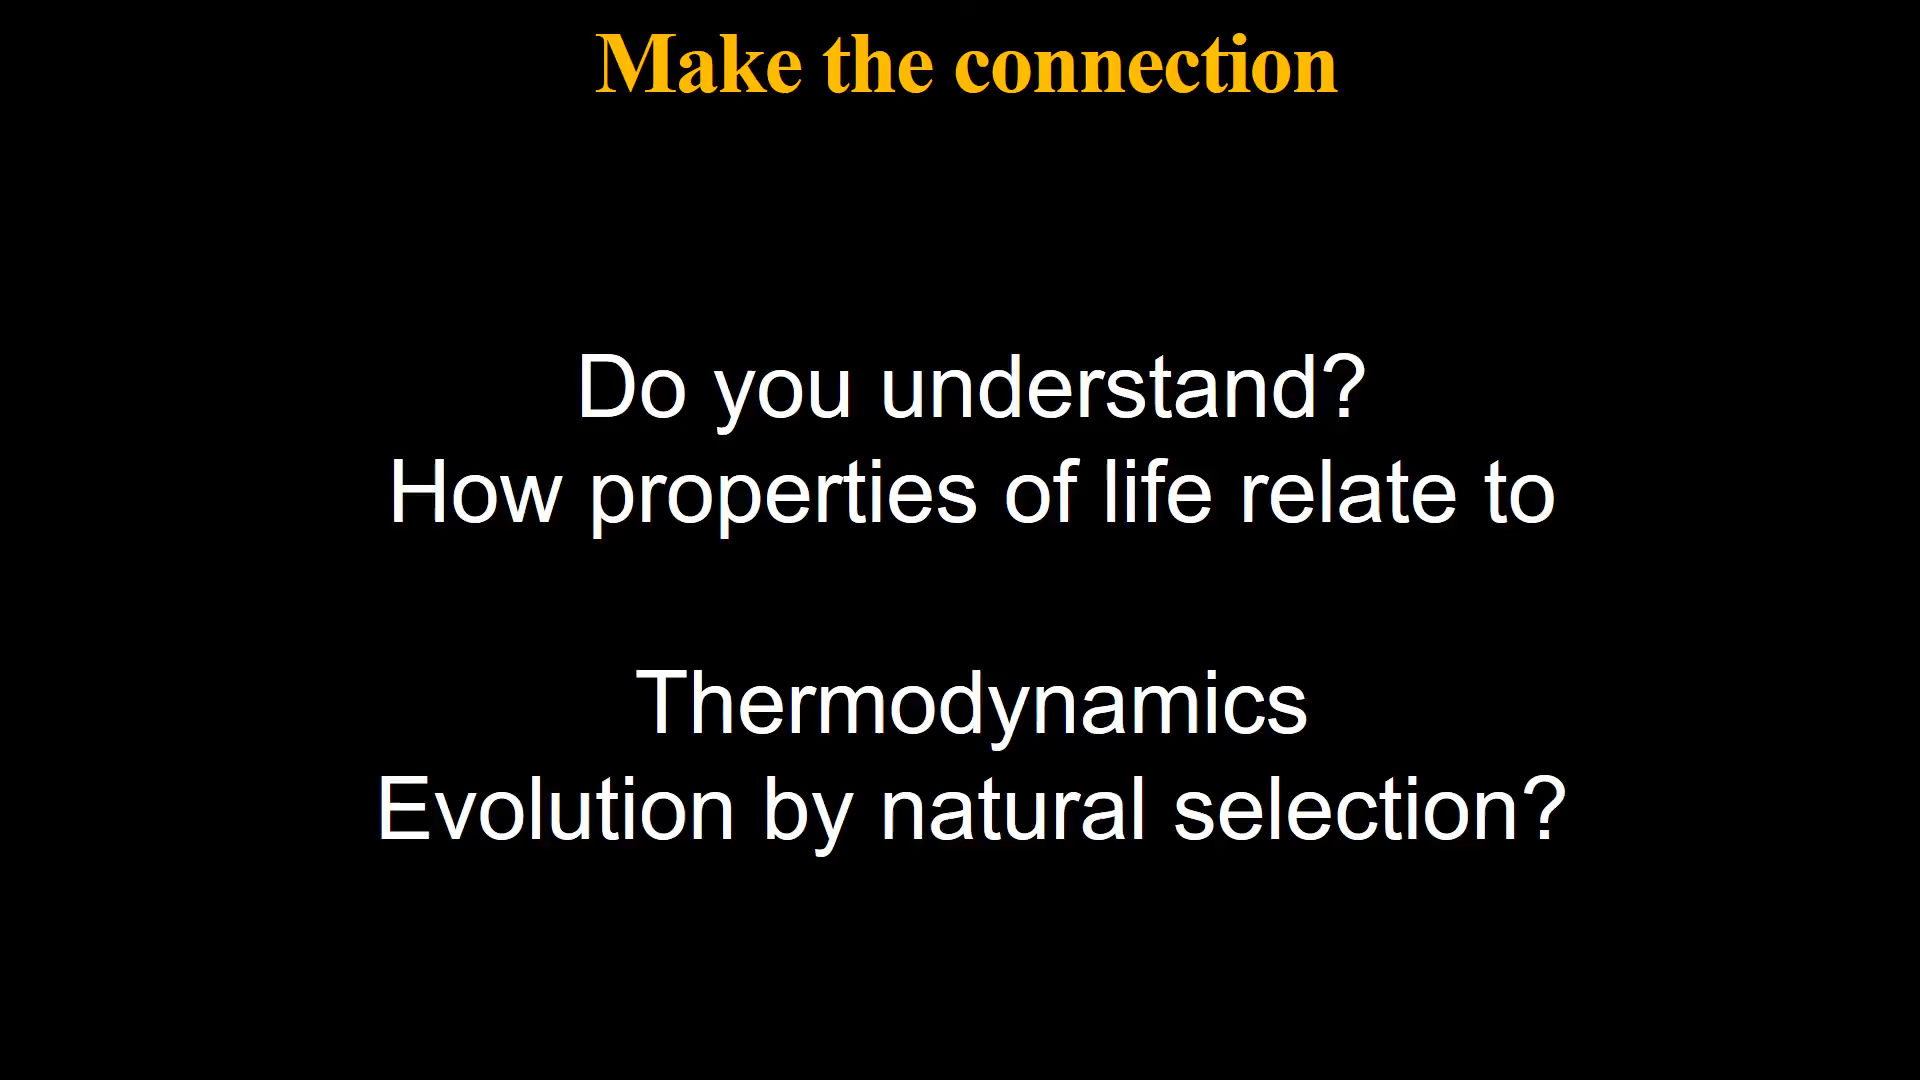 Make the connection
Do you understand?
How properties of life relate to
Thermodynamics
Evolution by natural selection?